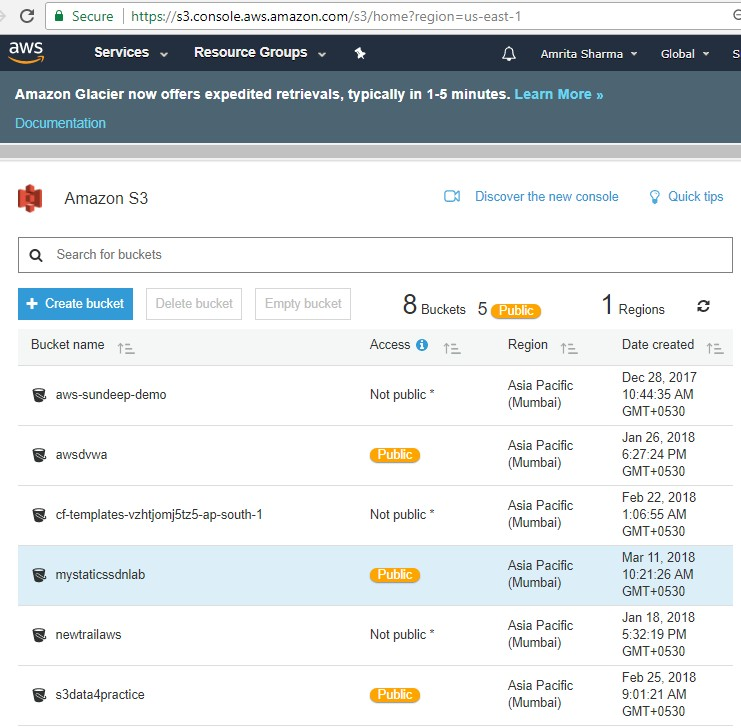 Secure https://s3.console.aws.amazon.com/s3/home?region=us-east-1
aws Services Resource Groups Amrita Sharma Global S
Amazon Glacier now offers expedited retrievals, typically in 1-5 minutes. Learn More »
Documentation
Amazon S3 Discover the new console Quick tips
Search for buckets
+ Create bucket Delete bucket Empty bucket 8 Buckets 5 Public 1 Regions
Bucket name Access Region Date created
aws-sundeep-demo Not public * Asia Pacific (Mumbai) Dec 28, 2017 10:44:35 AM GMT+0530
awsdvwa Public Asia Pacific (Mumbai) Jan 26, 2018 6:27:24 PM GMT+0530
cf-templates-vzhtjomj5tz5-ap-south-1 Not public * Asia Pacific (Mumbai) Feb 22, 2018 1:06:55 AM GMT+0530
mystaticssdnlab Public Asia Pacific (Mumbai) Mar 11, 2018 10:21:26 AM GMT+0530
newtrailaws Not public * Asia Pacific (Mumbai) Jan 18, 2018 5:32:19 PM GMT+0530
s3data4practice Public Asia Pacific (Mumbai) Feb 25, 2018 9:01:21 AM GMT+0530